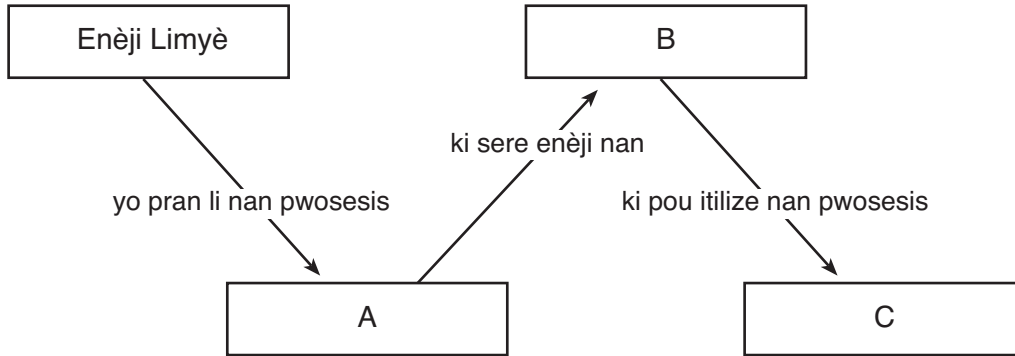 Enèji Limyè
B
ki sere enèji nan
yo pran li nan pwosesis
ki pou itilize nan pwosesis
A
C